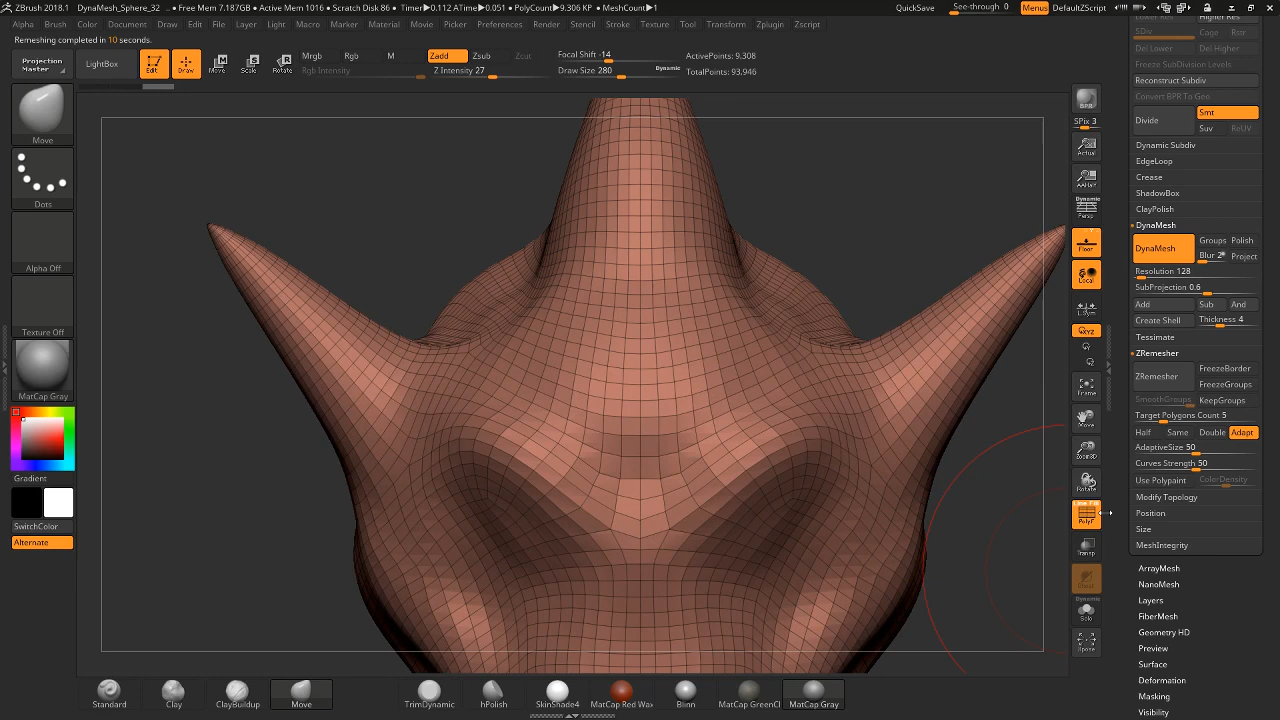 ZBrush 2018.1 DynaMesh_Sphere_32 .. • Free Mem 7.187GB • Active Mem 1016 • Scratch Disk 86 • Timer▶0.112 ATime▶0.051 • PolyCount▶9.306 KP • MeshCount▶1 QuickSave See-through 0 Menus DefaultZScript
Alpha Brush Color Document Draw Edit File Layer Light Macro Marker Material Movie Picker Preferences Render Stencil Stroke Texture Tool Transform Zplugin Zscript
Remeshing completed in 10 seconds.
Projection Master
LightBox
Edit
Draw
Move
Scale
Rotate
Mrgb Rgb M
Rgb Intensity
Zadd Zsub Zcut
Z Intensity 27
Focal Shift -14
Draw Size 280 Dynamic
ActivePoints: 9,308
TotalPoints: 93,946
Move
Dots
Alpha Off
Texture Off
MatCap Gray
Gradient
SwitchColor
Alternate
BPR
SPix 3
Actual
AAHalf
Dynamic
Persp
Floor
Local
L.Sym
Frame
Move
Zoom3D
Rotate
Line Fill
PolyF
Transp
Dynamic
Solo
Xpose
Lower Res Higher Res
SDiv Cage Rstr
Del Lower Del Higher
Freeze SubDivision Levels
Reconstruct Subdiv
Convert BPR To Geo
Divide Smt
Suv ReUV
Dynamic Subdiv
EdgeLoop
Crease
ShadowBox
ClayPolish
DynaMesh
DynaMesh Groups Polish
Blur 2 Project
Resolution 128
SubProjection 0.6
Add Sub And
Create Shell Thickness 4
Tessimate
ZRemesher
ZRemesher FreezeBorder
FreezeGroups
SmoothGroups KeepGroups
Target Polygons Count 5
Half Same Double Adapt
AdaptiveSize 50
Curves Strength 50
Use Polypaint ColorDensity
Modify Topology
Position
Size
MeshIntegrity
ArrayMesh
NanoMesh
Layers
FiberMesh
Geometry HD
Preview
Surface
Deformation
Masking
Visibility
Standard Clay ClayBuildup Move TrimDynamic hPolish SkinShade4 MatCap Red Wax Blinn MatCap GreenCl MatCap Gray